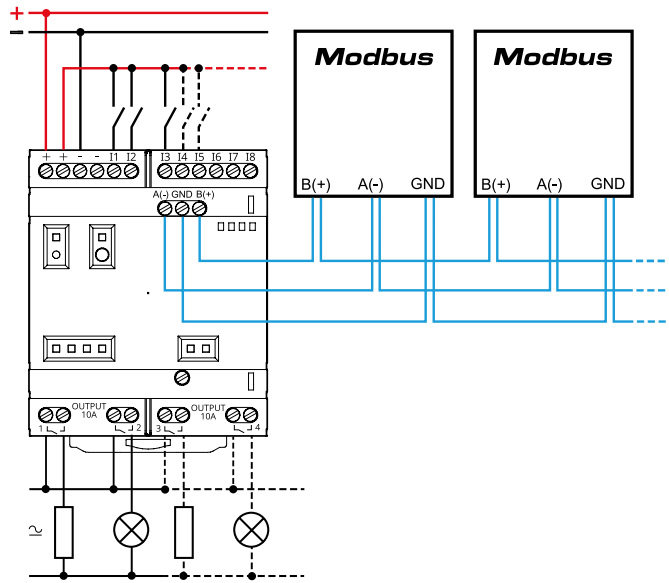 +
−
Modbus
Modbus
+ + - - I1 I2 I3 I4 I5 I6 I7 I8
B(+) A(-) GND
B(+) A(-) GND
A(-) GND B(+)
OUTPUT
10A
OUTPUT
10A
1 2 3 4
~